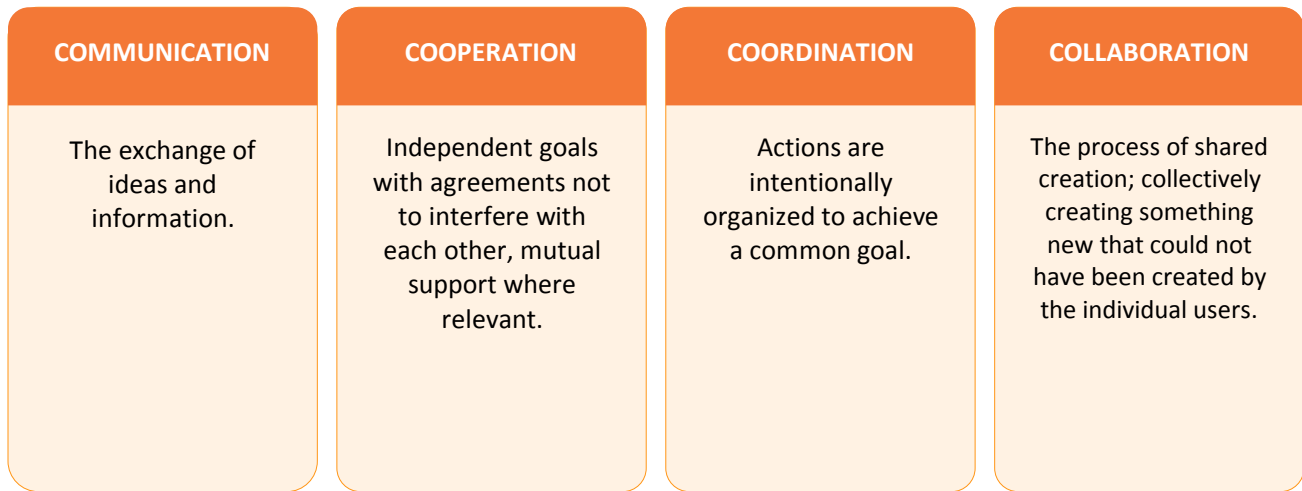 COMMUNICATION
The exchange of
ideas and
information.
COOPERATION
Independent goals
with agreements not
to interfere with
each other, mutual
support where
relevant.
COORDINATION
Actions are
intentionally
organized to achieve
a common goal.
COLLABORATION
The process of shared
creation; collectively
creating something
new that could not
have been created by
the individual users.